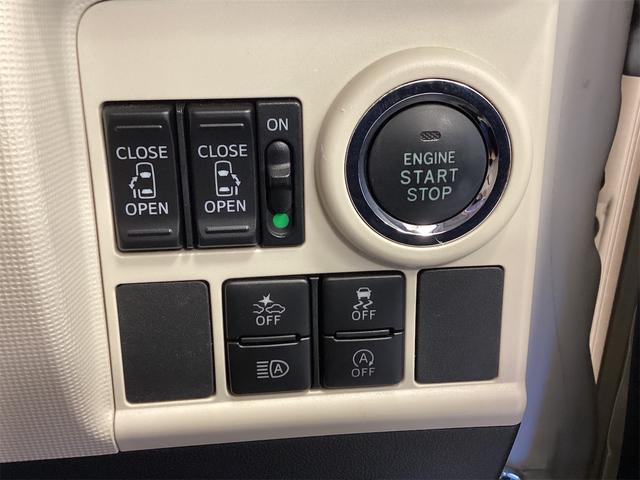 CLOSE
OPEN
CLOSE
OPEN
ON
ENGINE
START
STOP
OFF
A
OFF
A
OFF